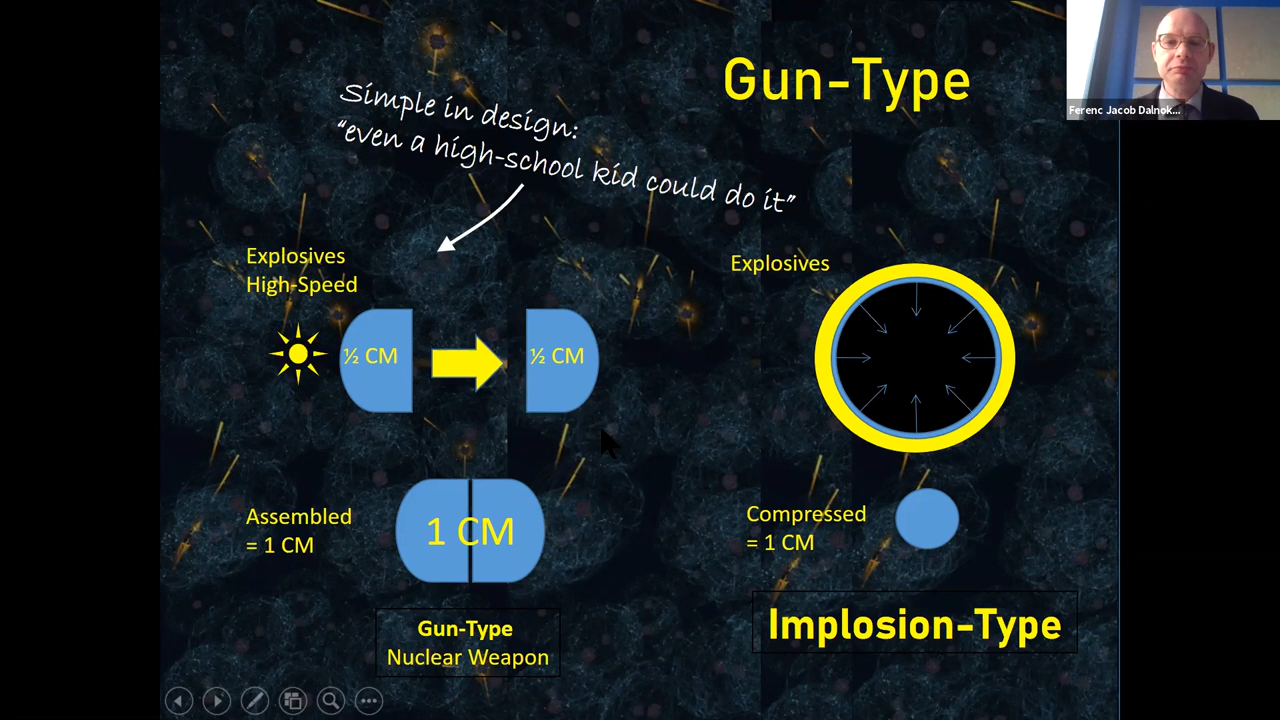 Gun-Type
Ferenc Jacob Dalnok...
Simple in design:
“even a high-school kid could do it”
Explosives
High-Speed
½ CM
½ CM
Explosives
Assembled
= 1 CM
1 CM
Compressed
= 1 CM
Gun-Type
Nuclear Weapon
Implosion-Type